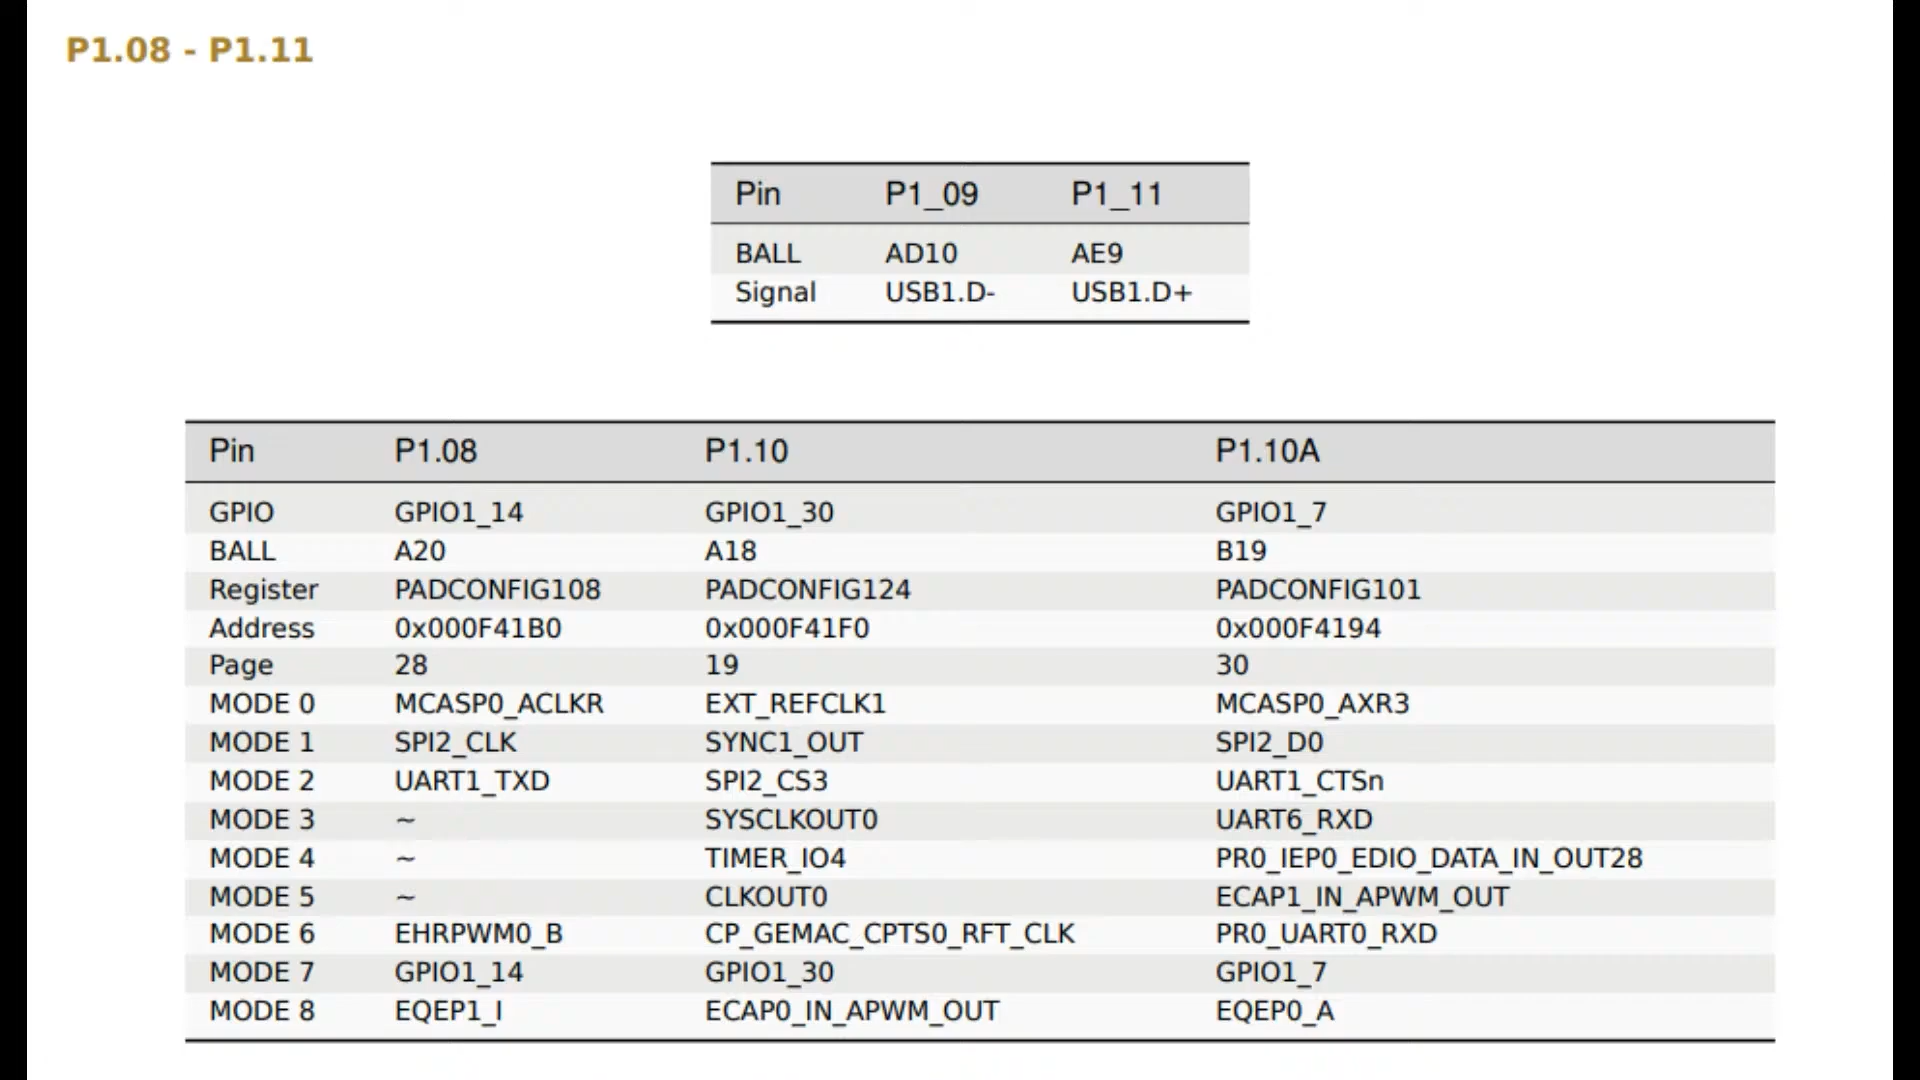 P1.08 - P1.11
Pin P1_09 P1_11
BALL AD10 AE9
Signal USB1.D- USB1.D+
Pin P1.08 P1.10 P1.10A
GPIO GPIO1_14 GPIO1_30 GPIO1_7
BALL A20 A18 B19
Register PADCONFIG108 PADCONFIG124 PADCONFIG101
Address 0x000F41B0 0x000F41F0 0x000F4194
Page 28 19 30
MODE 0 MCASP0_ACLKR EXT_REFCLK1 MCASP0_AXR3
MODE 1 SPI2_CLK SYNC1_OUT SPI2_D0
MODE 2 UART1_TXD SPI2_CS3 UART1_CTSn
MODE 3 ~ SYSCLKOUT0 UART6_RXD
MODE 4 ~ TIMER_IO4 PR0_IEP0_EDIO_DATA_IN_OUT28
MODE 5 ~ CLKOUT0 ECAP1_IN_APWM_OUT
MODE 6 EHRPWM0_B CP_GEMAC_CPTS0_RFT_CLK PR0_UART0_RXD
MODE 7 GPIO1_14 GPIO1_30 GPIO1_7
MODE 8 EQEP1_I ECAP0_IN_APWM_OUT EQEP0_A